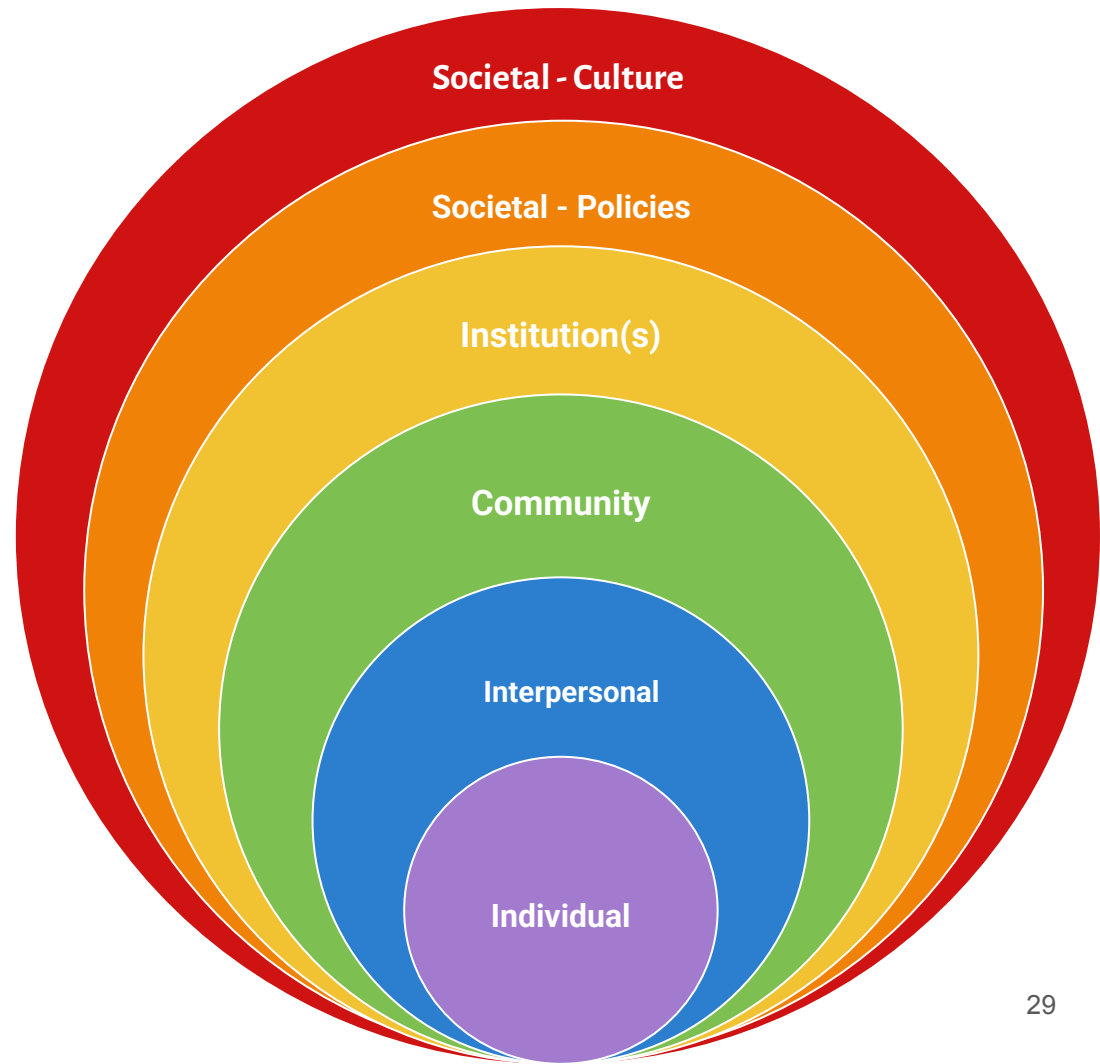 Societal - Culture
Societal - Policies
Institution(s)
Community
Interpersonal
Individual
29